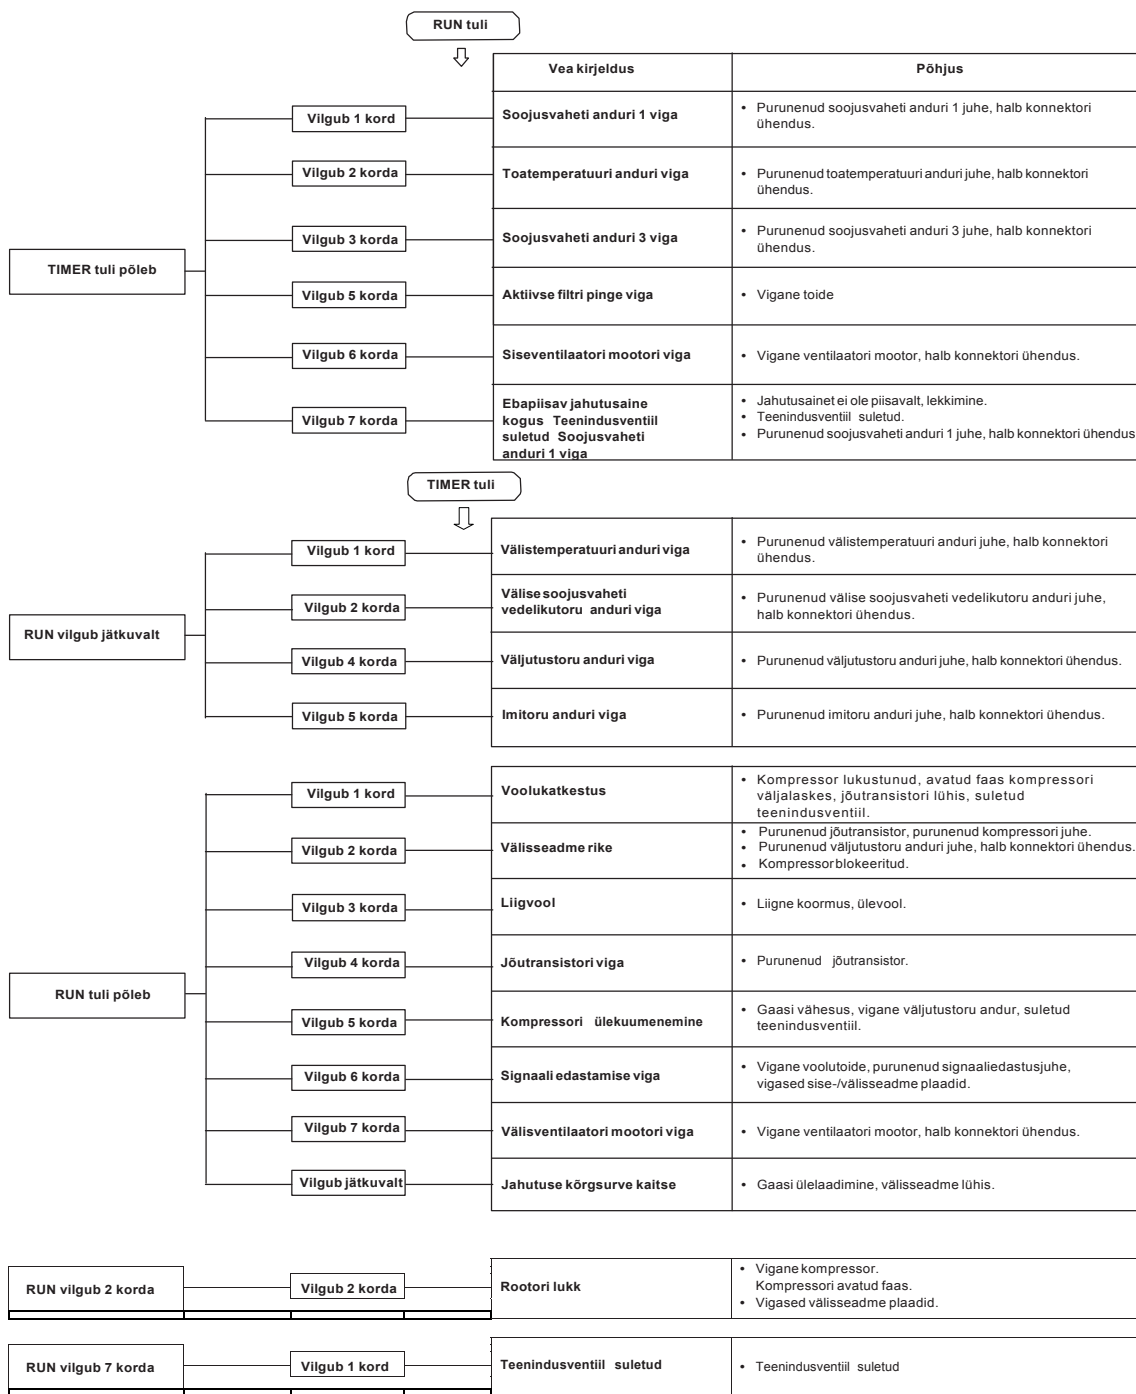 RUN tuli
Vea kirjeldus
Põhjus
TIMER tuli põleb
Vilgub 1 kord
Soojusvaheti anduri 1 viga
• Purunenud soojusvaheti anduri 1 juhe, halb konnektori
ühendus.
Vilgub 2 korda
Toatemperatuuri anduri viga
• Purunenud toatemperatuuri anduri juhe, halb konnektori
ühendus.
Vilgub 3 korda
Soojusvaheti anduri 3 viga
• Purunenud soojusvaheti anduri 3 juhe, halb konnektori
ühendus.
Vilgub 5 korda
Aktiivse filtri pinge viga
• Vigane toide
Vilgub 6 korda
Siseventilaatori mootori viga
• Vigane ventilaatori mootor, halb konnektori ühendus.
Vilgub 7 korda
Ebapiisav jahutusaine
kogus Teenindusventiil
suletud Soojusvaheti
anduri 1 viga
• Jahutusainet ei ole piisavalt, lekkimine.
• Teenindusventiil suletud.
• Purunenud soojusvaheti anduri 1 juhe, halb konnektori ühendus
TIMER tuli
RUN vilgub jätkuvalt
Vilgub 1 kord
Välistemperatuuri anduri viga
• Purunenud välistemperatuuri anduri juhe, halb konnektori
ühendus.
Vilgub 2 korda
Välise soojusvaheti
vedelikutoru anduri viga
• Purunenud välise soojusvaheti vedelikutoru anduri juhe,
halb konnektori ühendus.
Vilgub 4 korda
Väljutustoru anduri viga
• Purunenud väljutustoru anduri juhe, halb konnektori ühendus.
Vilgub 5 korda
Imitoru anduri viga
• Purunenud imitoru anduri juhe, halb konnektori ühendus.
RUN tuli põleb
Vilgub 1 kord
Voolukatkestus
• Kompressor lukustunud, avatud faas kompressori
väljalaskes, jõutransistori lühis, suletud
teenindusventiil.
Vilgub 2 korda
Välisseadme rike
• Purunenud jõutransistor, purunenud kompressori juhe.
• Purunenud väljutustoru anduri juhe, halb konnektori ühendus.
• Kompressor blokeeritud.
Vilgub 3 korda
Liigvool
• Liigne koormus, ülevool.
Vilgub 4 korda
Jõutransistori viga
• Purunenud jõutransistor.
Vilgub 5 korda
Kompressori ülekuumenemine
• Gaasi vähesus, vigane väljutustoru andur, suletud
teenindusventiil.
Vilgub 6 korda
Signaali edastamise viga
• Vigane voolutoide, purunenud signaaliedastusjuhe,
vigased sise-/välisseadme plaadid.
Vilgub 7 korda
Välisventilaatori mootori viga
• Vigane ventilaatori mootor, halb konnektori ühendus.
Vilgub jätkuvalt
Jahutuse kõrgsurve kaitse
• Gaasi ülelaadimine, välisseadme lühis.
RUN vilgub 2 korda
Vilgub 2 korda
Rootori lukk
• Vigane kompressor.
Kompressori avatud faas.
• Vigased välisseadme plaadid.
RUN vilgub 7 korda
Vilgub 1 kord
Teenindusventiil suletud
• Teenindusventiil suletud